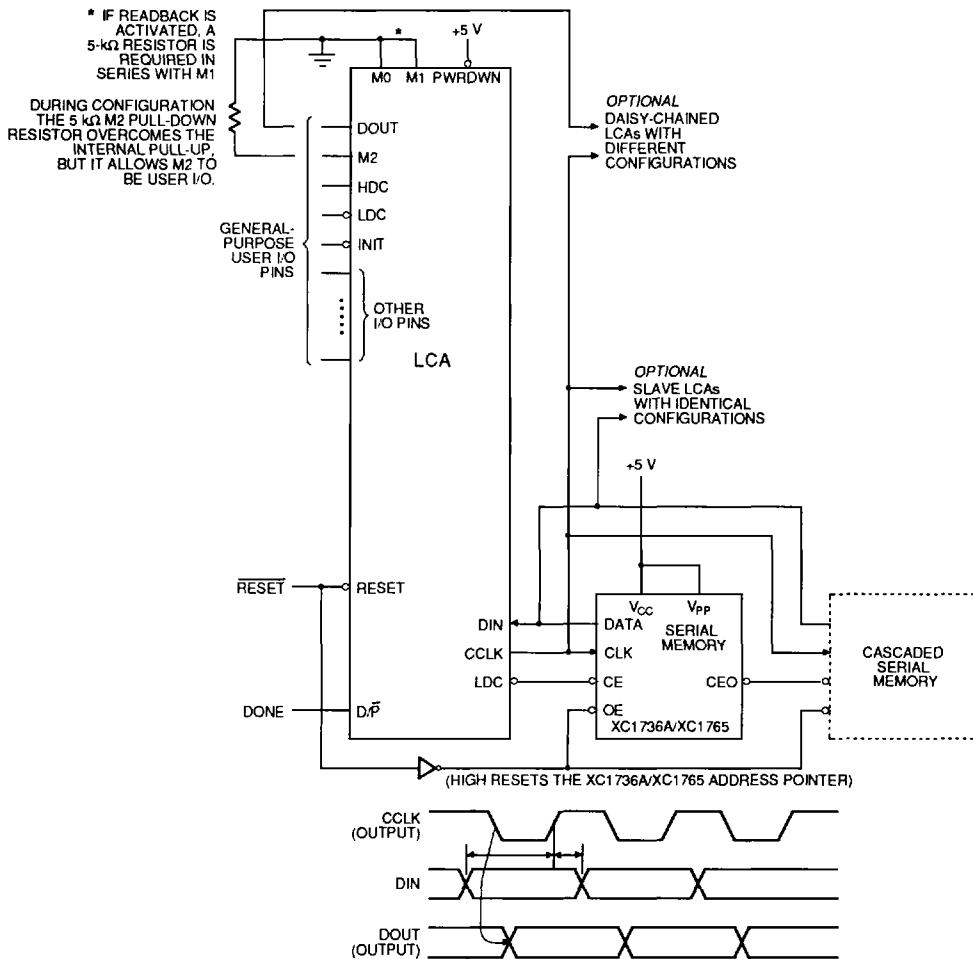 * IF READBACK IS
ACTIVATED, A
5-kΩ RESISTOR IS
REQUIRED IN
SERIES WITH M1
*
+5 V
M0
M1
PWRDWN
DURING CONFIGURATION
THE 5 kΩ M2 PULL-DOWN
RESISTOR OVERCOMES THE
INTERNAL PULL-UP,
BUT IT ALLOWS M2 TO
BE USER I/O.
DOUT
M2
HDC
LDC
INIT
GENERAL-
PURPOSE
USER I/O
PINS
OTHER
I/O PINS
LCA
OPTIONAL
DAISY-CHAINED
LCAs WITH
DIFFERENT
CONFIGURATIONS
OPTIONAL
SLAVE LCAs
WITH IDENTICAL
CONFIGURATIONS
+5 V
RESET
RESET
DIN
CCLK
LDC
DONE
D/P
VCC
VPP
DATA
SERIAL
MEMORY
CLK
CE
CEO
OE
XC1736A/XC1765
CASCADED
SERIAL
MEMORY
(HIGH RESETS THE XC1736A/XC1765 ADDRESS POINTER)
CCLK
(OUTPUT)
DIN
DOUT
(OUTPUT)